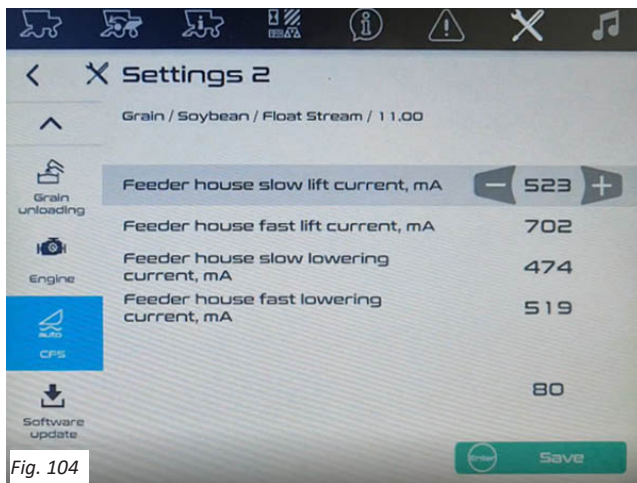 Settings 2
Grain / Soybean / Float Stream / 11.00
Grain
unloading
Engine
AUTO
CFS
Software
update
Feeder house slow lift current, mA
523
Feeder house fast lift current, mA
702
Feeder house slow lowering
current, mA
474
Feeder house fast lowering
current, mA
519
80
Enter
Save
Fig. 104